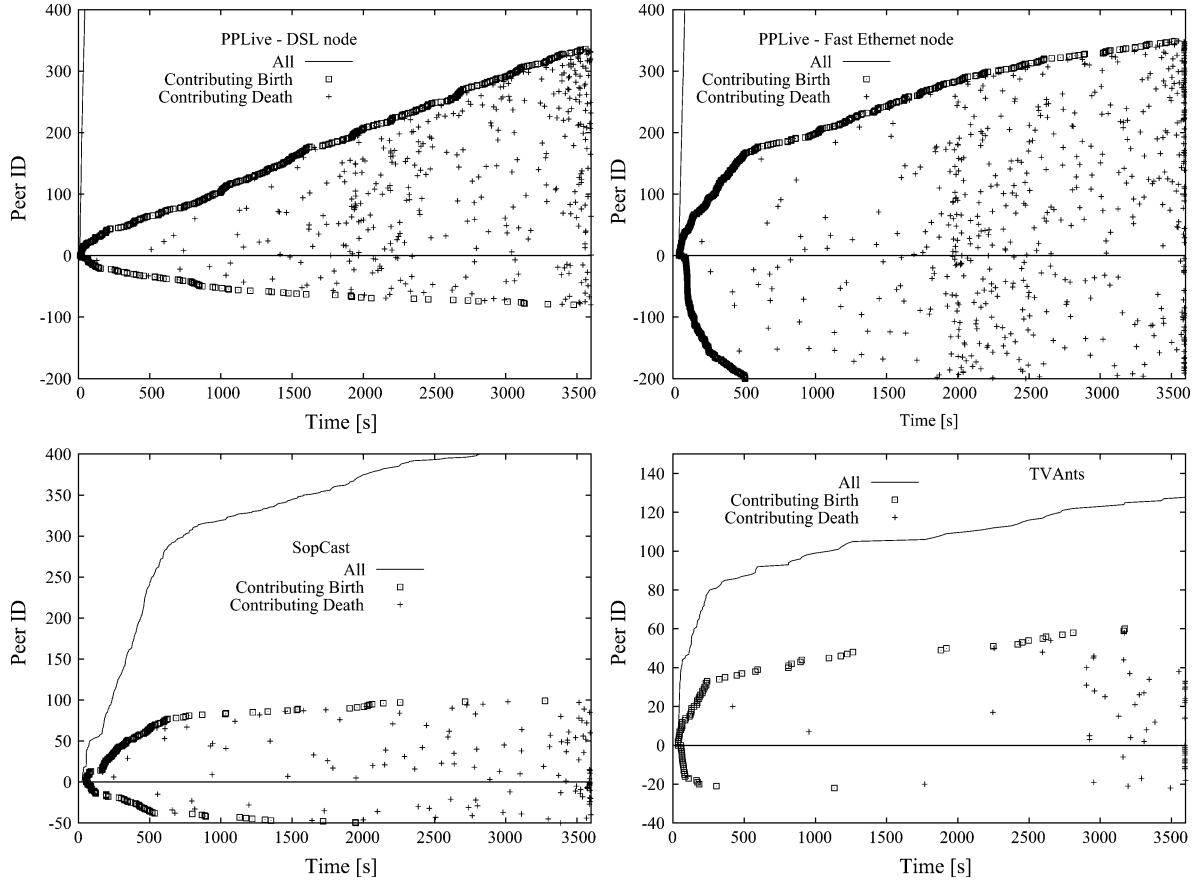 PPLive - DSL node
All
Contributing Birth
Contributing Death
Peer ID
400
300
200
100
0
-100
-200
0 500 1000 1500 2000 2500 3000 3500
Time [s]
PPLive - Fast Ethernet node
All
Contributing Birth
Contributing Death
Peer ID
400
300
200
100
0
-100
-200
0 500 1000 1500 2000 2500 3000 3500
Time [s]
SopCast
All
Contributing Birth
Contributing Death
Peer ID
400
350
300
250
200
150
100
50
0
-50
0 500 1000 1500 2000 2500 3000 3500
Time [s]
TVAnts
All
Contributing Birth
Contributing Death
Peer ID
140
120
100
80
60
40
20
0
-20
-40
0 500 1000 1500 2000 2500 3000 3500
Time [s]